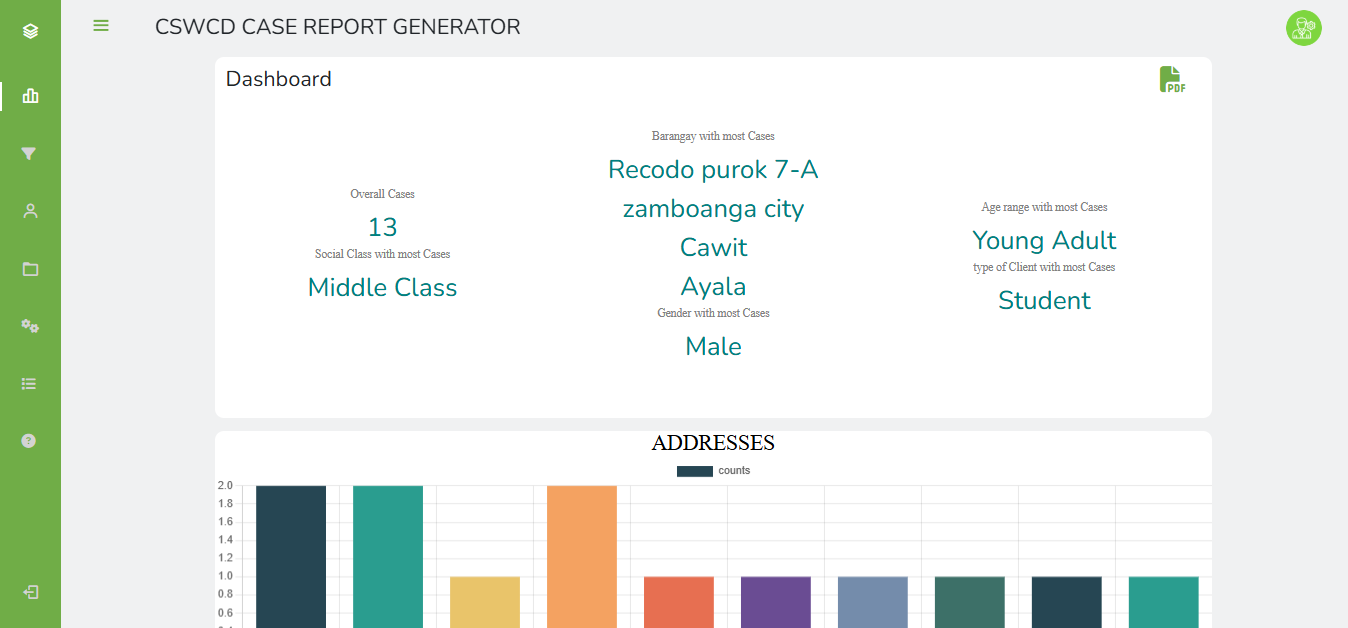 CSWCD CASE REPORT GENERATOR
Dashboard
PDF
Overall Cases
13
Social Class with most Cases
Middle Class
Barangay with most Cases
Recodo purok 7-A
zamboanga city
Cawit
Ayala
Gender with most Cases
Male
Age range with most Cases
Young Adult
type of Client with most Cases
Student
ADDRESSES
counts
2.0
1.8
1.6
1.4
1.2
1.0
0.8
0.6